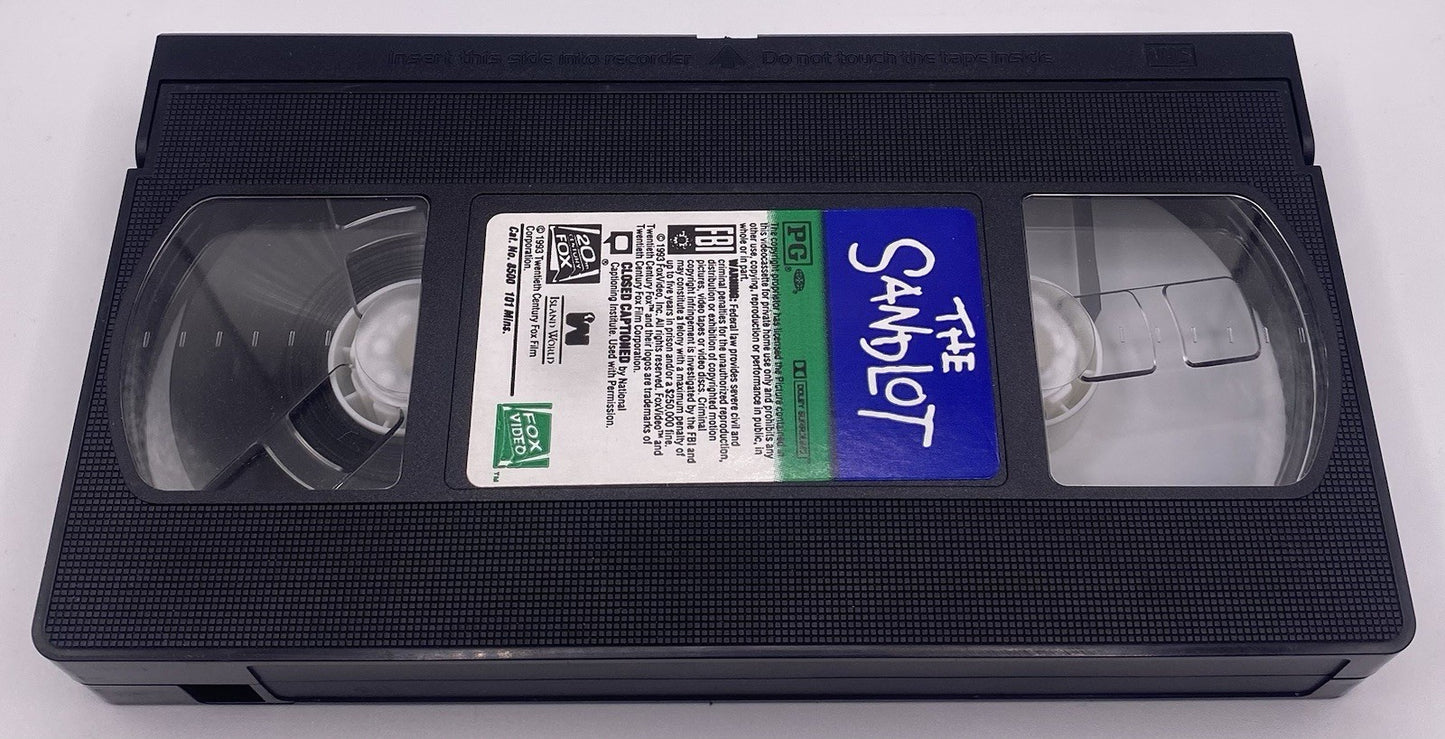 Insert this side into recorder Do not touch the tape inside VHS
THE
SANDLOT
PG®
DOLBY SURROUND
The copyright proprietor has licensed the Picture contained in
this videocassette for private home use only and prohibits any
other use, copying, reproduction or performance in public, in
whole or in part.
FBI
WARNING: Federal law provides severe civil and
criminal penalties for the unauthorized reproduction,
distribution or exhibition of copyrighted motion
pictures, video tapes or video discs. Criminal
copyright infringement is investigated by the FBI and
may constitute a felony with a maximum penalty of
up to five years in prison and/or a $250,000 fine.
© 1993 FoxVideo, Inc. All rights reserved. FoxVideo™ and
Twentieth Century Fox™ and their logos are trademarks of
Twentieth Century Fox Film Corporation.
CLOSED CAPTIONED by National
Captioning Institute. Used with Permission.
®
20th
CENTURY
FOX
ISLAND WORLD
© 1993 Twentieth Century Fox Film
Corporation.
Cat. No. 8500 101 Mins.
FOX
VIDEO
™